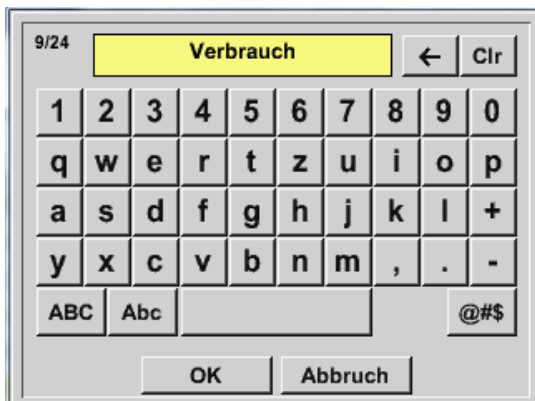 9/24 Verbrauch ← Clr
1 2 3 4 5 6 7 8 9 0
q w e r t z u i o p
a s d f g h j k l +
y x c v b n m , . -
ABC Abc @#$
OK Abbruch